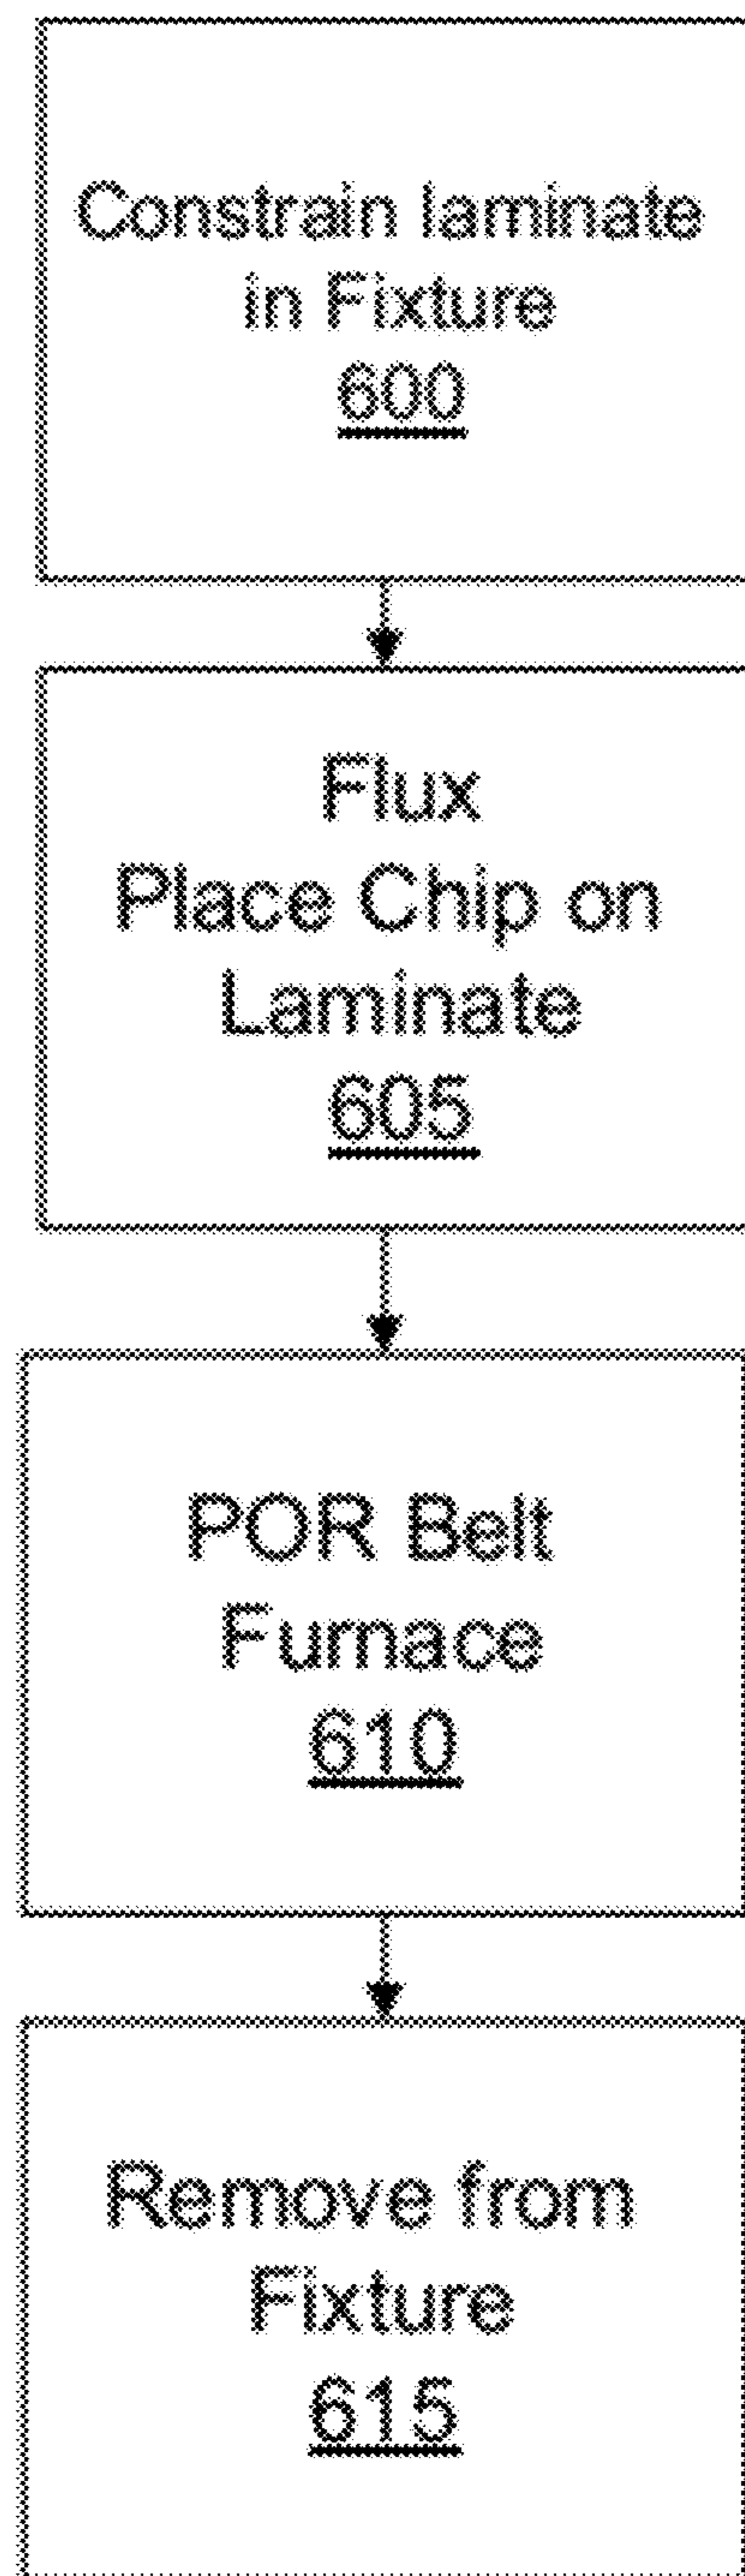 Constrain laminate
in Fixture
600
Flux
Place Chip on
Laminate
605
POR Belt
Furnace
610
Remove from
Fixture
615